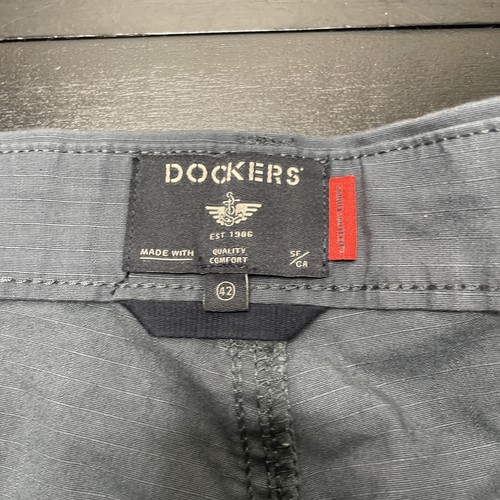 DOCKERS
EST 1986
MADE WITH
QUALITY
COMFORT
SF/
CA
42